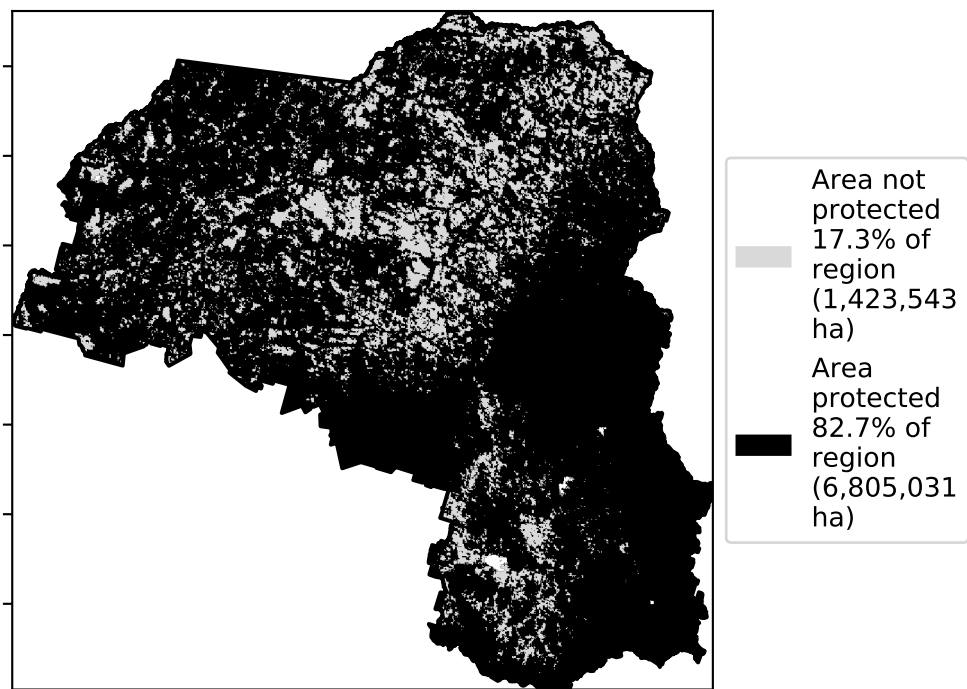 Area not
protected
17.3% of
region
(1,423,543
ha)
Area
protected
82.7% of
region
(6,805,031
ha)